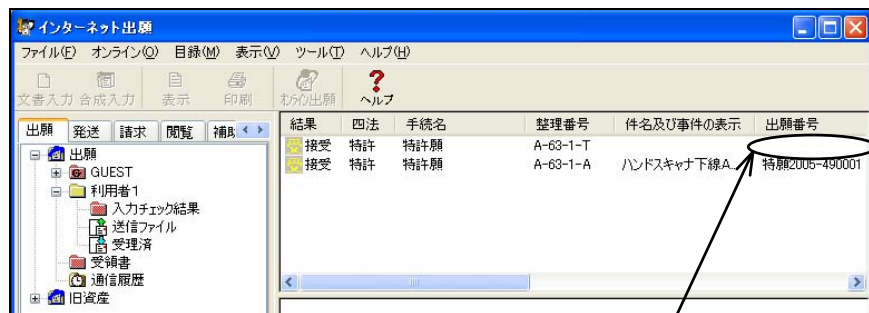 インターネット出願
ファイル(F) オンライン(O) 目録(M) 表示(V) ツール(T) ヘルプ(H)
文書入力 合成入力 表示 印刷 わらいん出願 ヘルプ
出願 発送 請求 閲覧 補助
結果 四法 手続名 整理番号 件名及び事件の表示 出願番号
接受 特許 特許願 A-63-1-T
接受 特許 特許願 A-63-1-A ハンドスキャナ下線A... 特願2005-490001
出願
GUEST
利用者1
入力チェック結果
送信ファイル
受理済
受領書
通信履歴
旧資産